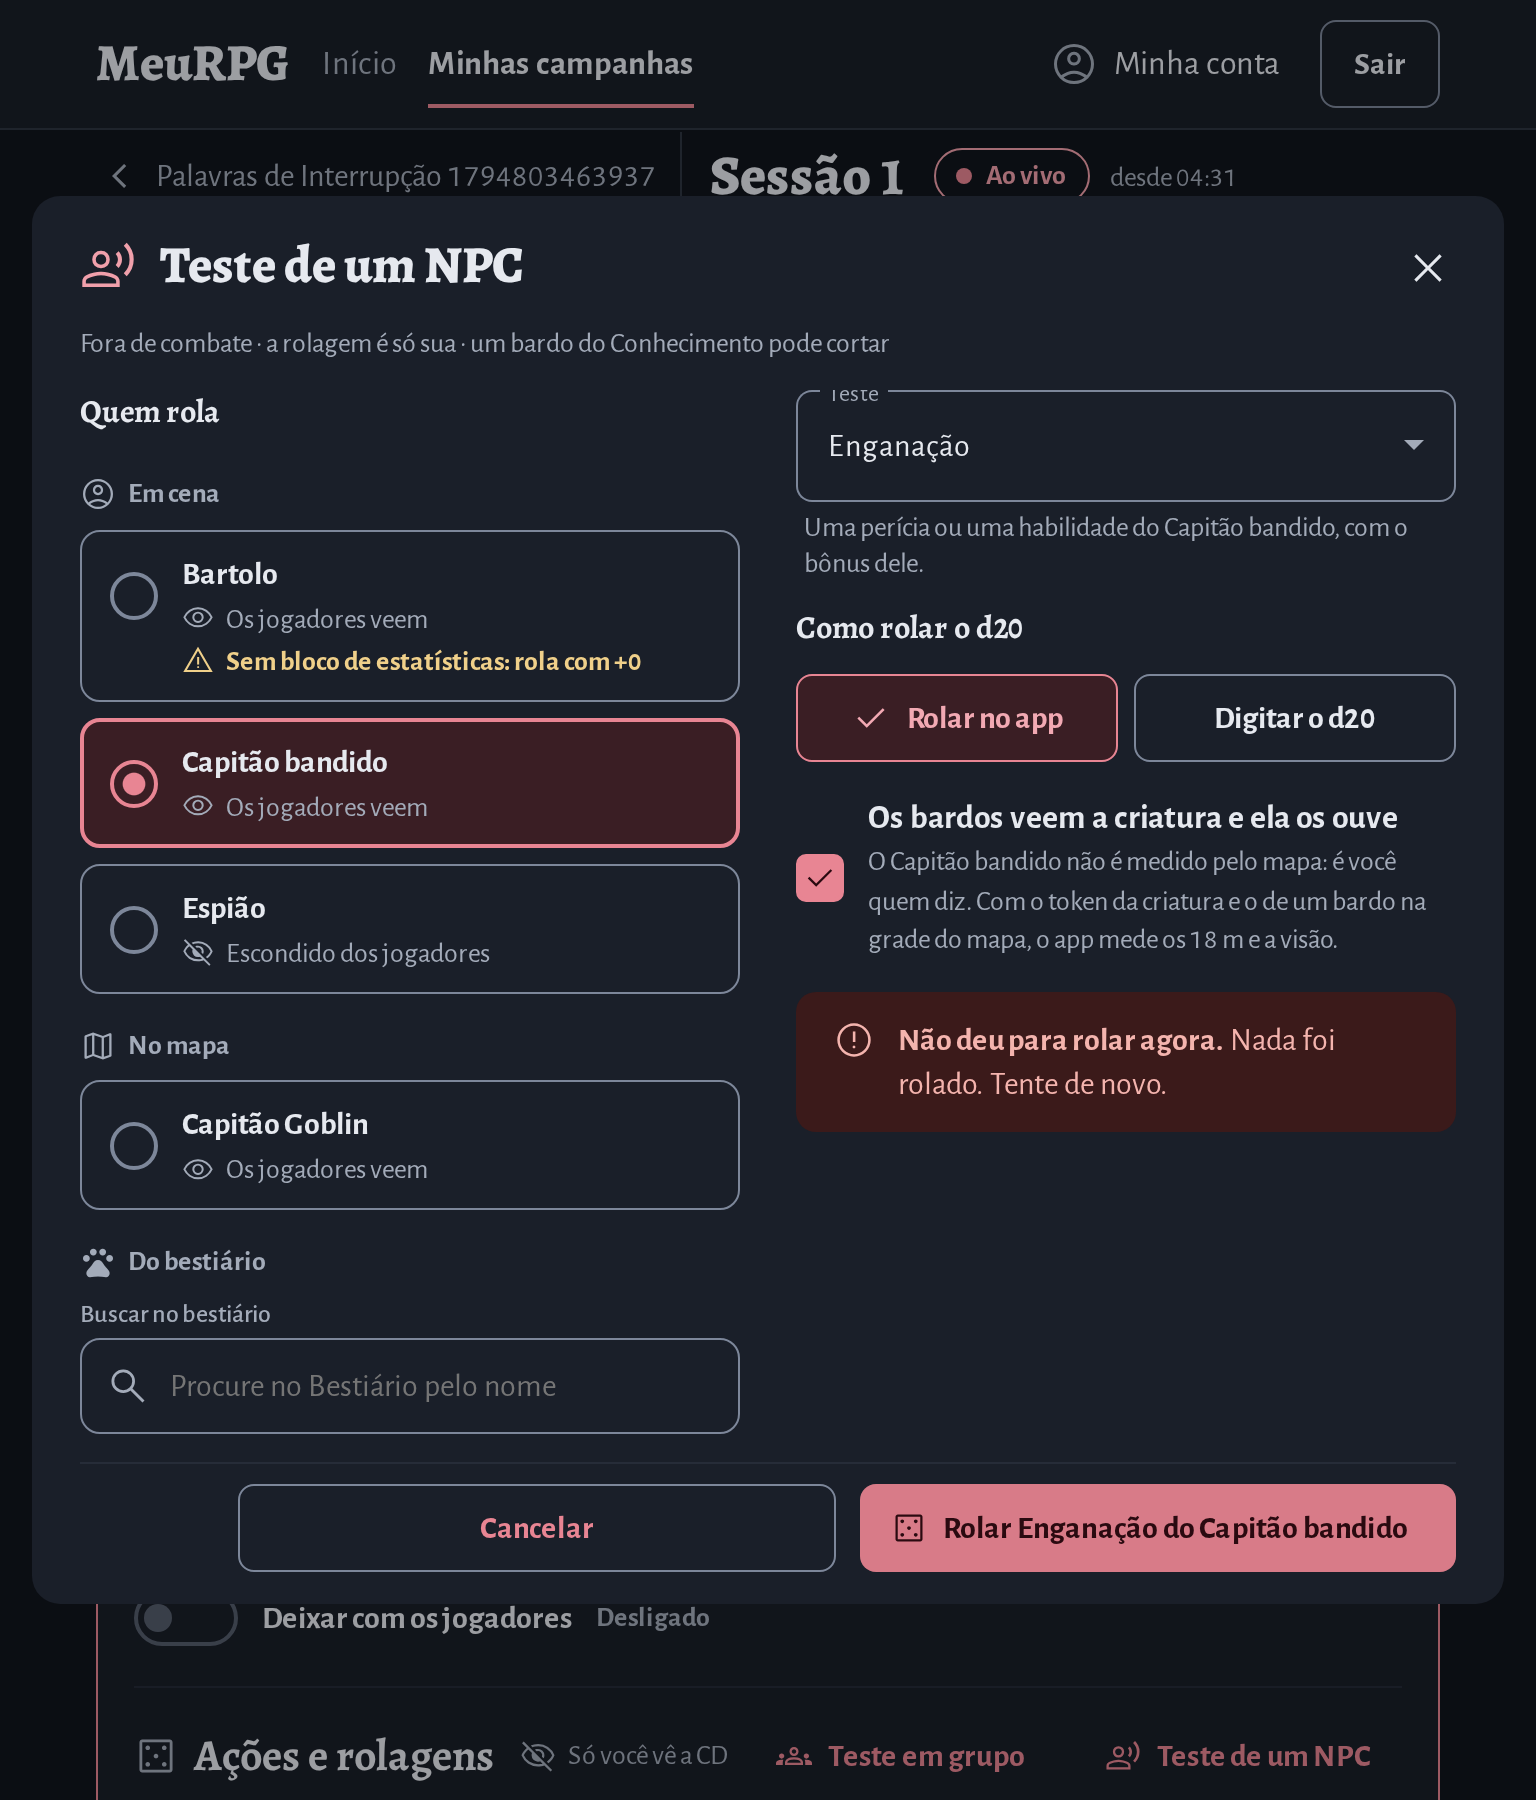 MeuRPG
Início
Minhas campanhas
Minha conta
Sair
Palavras de Interrupção 1794803463937
Sessão 1
Ao vivo
desde 04:31
Teste de um NPC
Fora de combate · a rolagem é só sua · um bardo do Conhecimento pode cortar
Quem rola
Em cena
Bartolo
Os jogadores veem
Sem bloco de estatísticas: rola com +0
Capitão bandido
Os jogadores veem
Espião
Escondido dos jogadores
No mapa
Capitão Goblin
Os jogadores veem
Do bestiário
Buscar no bestiário
Procure no Bestiário pelo nome
Teste
Enganação
Uma perícia ou uma habilidade do Capitão bandido, com o
bônus dele.
Como rolar o d20
Rolar no app
Digitar o d20
Os bardos veem a criatura e ela os ouve
O Capitão bandido não é medido pelo mapa: é você
quem diz. Com o token da criatura e o de um bardo na
grade do mapa, o app mede os 18 m e a visão.
Não deu para rolar agora. Nada foi
rolado. Tente de novo.
Cancelar
Rolar Enganação do Capitão bandido
Deixar com os jogadores
Desligado
Ações e rolagens
Só você vê a CD
Teste em grupo
Teste de um NPC